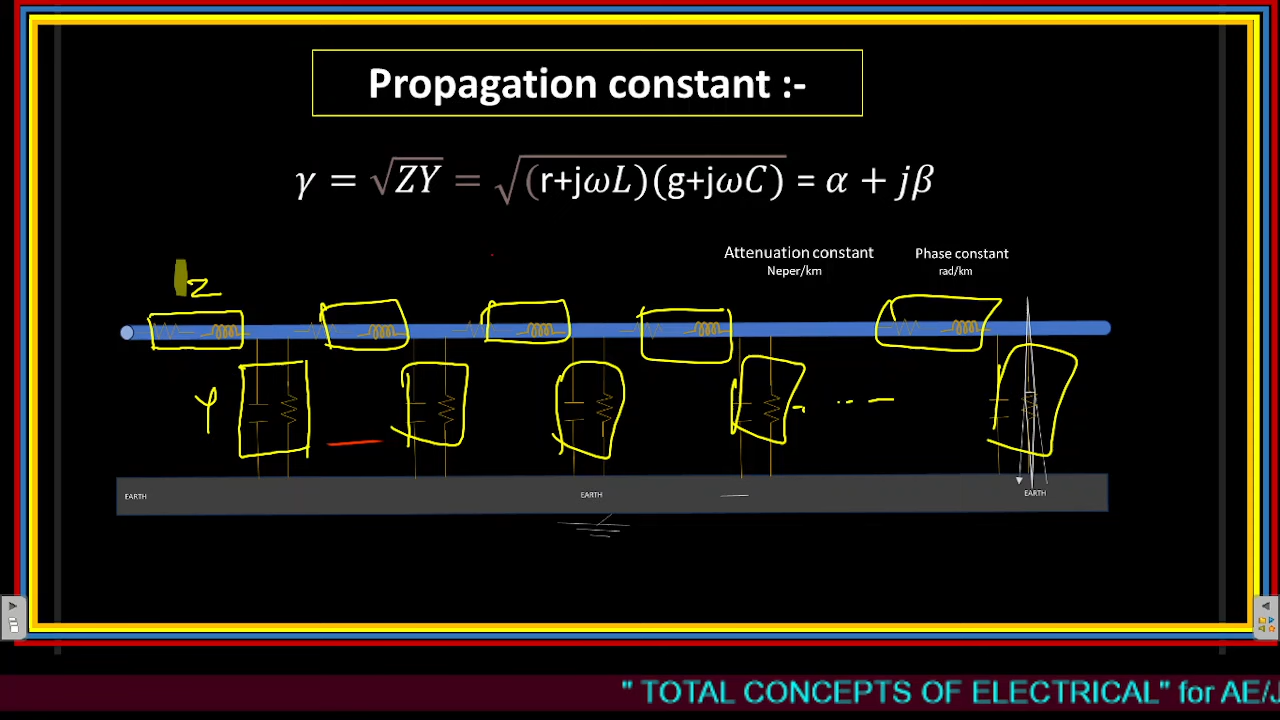 Propagation constant :-
γ = √ZY = √(r+jωL)(g+jωC) = α + jβ
Attenuation constant
Neper/km
Phase constant
rad/km
Z
Y
EARTH
EARTH
EARTH
" TOTAL CONCEPTS OF ELECTRICAL" for AE/J